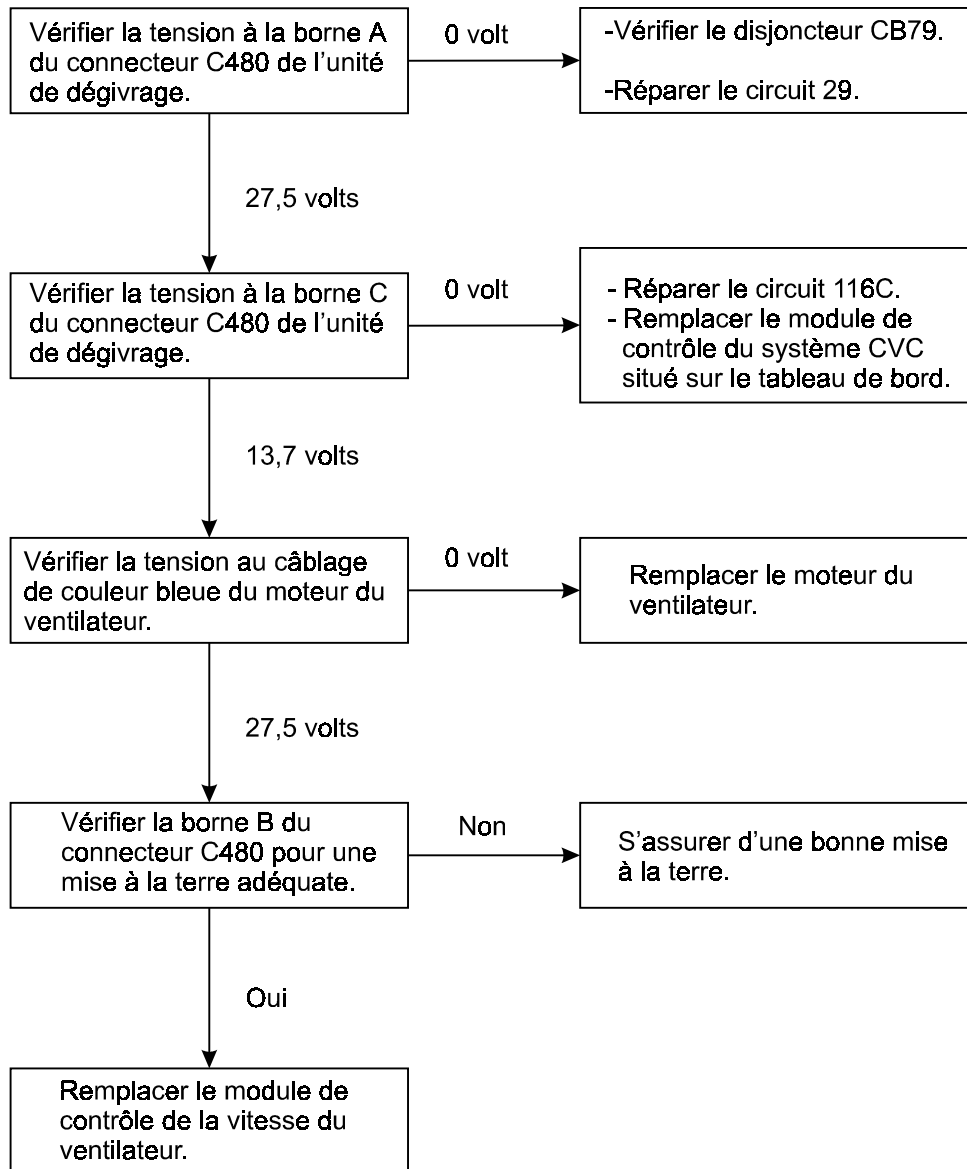 Vérifier la tension à la borne A
du connecteur C480 de l'unité
de dégivrage.
0 volt
-Vérifier le disjoncteur CB79.
-Réparer le circuit 29.
27,5 volts
Vérifier la tension à la borne C
du connecteur C480 de l'unité
de dégivrage.
0 volt
- Réparer le circuit 116C.
- Remplacer le module de
contrôle du système CVC
situé sur le tableau de bord.
13,7 volts
Vérifier la tension au câblage
de couleur bleue du moteur du
ventilateur.
0 volt
Remplacer le moteur du
ventilateur.
27,5 volts
Vérifier la borne B du
connecteur C480 pour une
mise à la terre adéquate.
Non
S'assurer d'une bonne mise
à la terre.
Oui
Remplacer le module de
contrôle de la vitesse du
ventilateur.